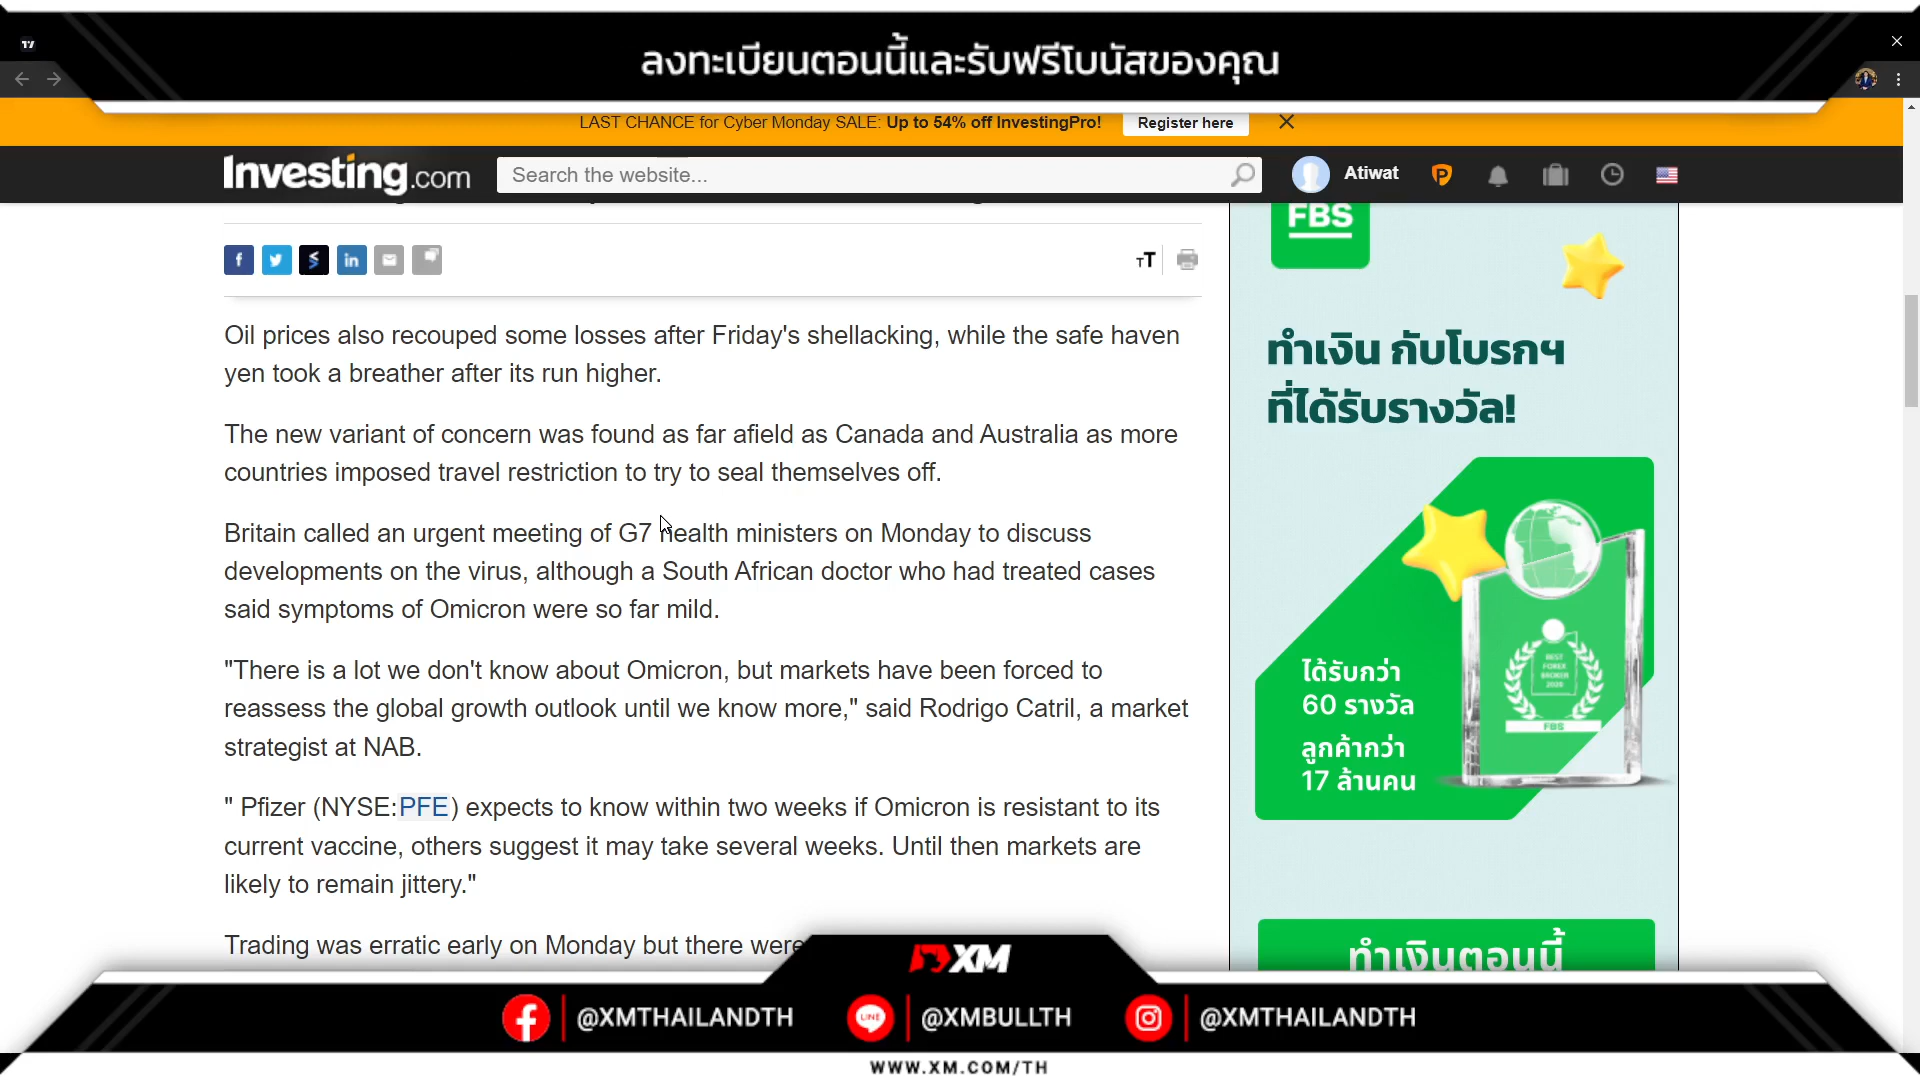 ลงทะเบียนตอนนี้และรับฟรีโบนัสของคุณ
LAST CHANCE for Cyber Monday SALE: Up to 54% off InvestingPro! Register here
Investing.com Search the website... Atiwat
FBS
TT
Oil prices also recouped some losses after Friday's shellacking, while the safe haven
yen took a breather after its run higher.
The new variant of concern was found as far afield as Canada and Australia as more
countries imposed travel restriction to try to seal themselves off.
Britain called an urgent meeting of G7 health ministers on Monday to discuss
developments on the virus, although a South African doctor who had treated cases
said symptoms of Omicron were so far mild.
"There is a lot we don't know about Omicron, but markets have been forced to
reassess the global growth outlook until we know more," said Rodrigo Catril, a market
strategist at NAB.
" Pfizer (NYSE:PFE) expects to know within two weeks if Omicron is resistant to its
current vaccine, others suggest it may take several weeks. Until then markets are
likely to remain jittery."
Trading was erratic early on Monday but there were
ทำเงิน กับโบรกฯ
ที่ได้รับรางวัล!
BEST
FOREX
BROKER
2020
FBS
ได้รับกว่า
60 รางวัล
ลูกค้ากว่า
17 ล้านคน
ทำเงินตอนนี้
XM
@XMTHAILANDTH LINE @XMBULLTH @XMTHAILANDTH
WWW.XM.COM/TH